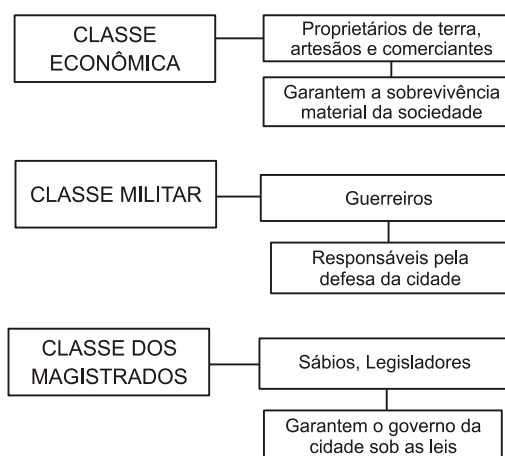 CLASSE
ECONÔMICA
Proprietários de terra,
artesãos e comerciantes
Garantem a sobrevivência
material da sociedade
CLASSE MILITAR
Guerreiros
Responsáveis pela
defesa da cidade
CLASSE DOS
MAGISTRADOS
Sábios, Legisladores
Garantem o governo da
cidade sob as leis